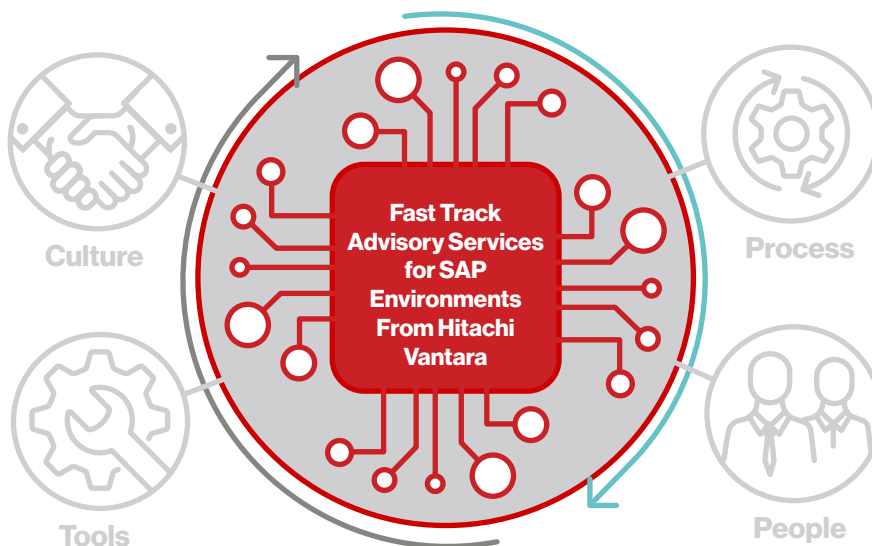 Fast Track
Advisory Services
for SAP
Environments
From Hitachi
Vantara
Culture
Process
Tools
People